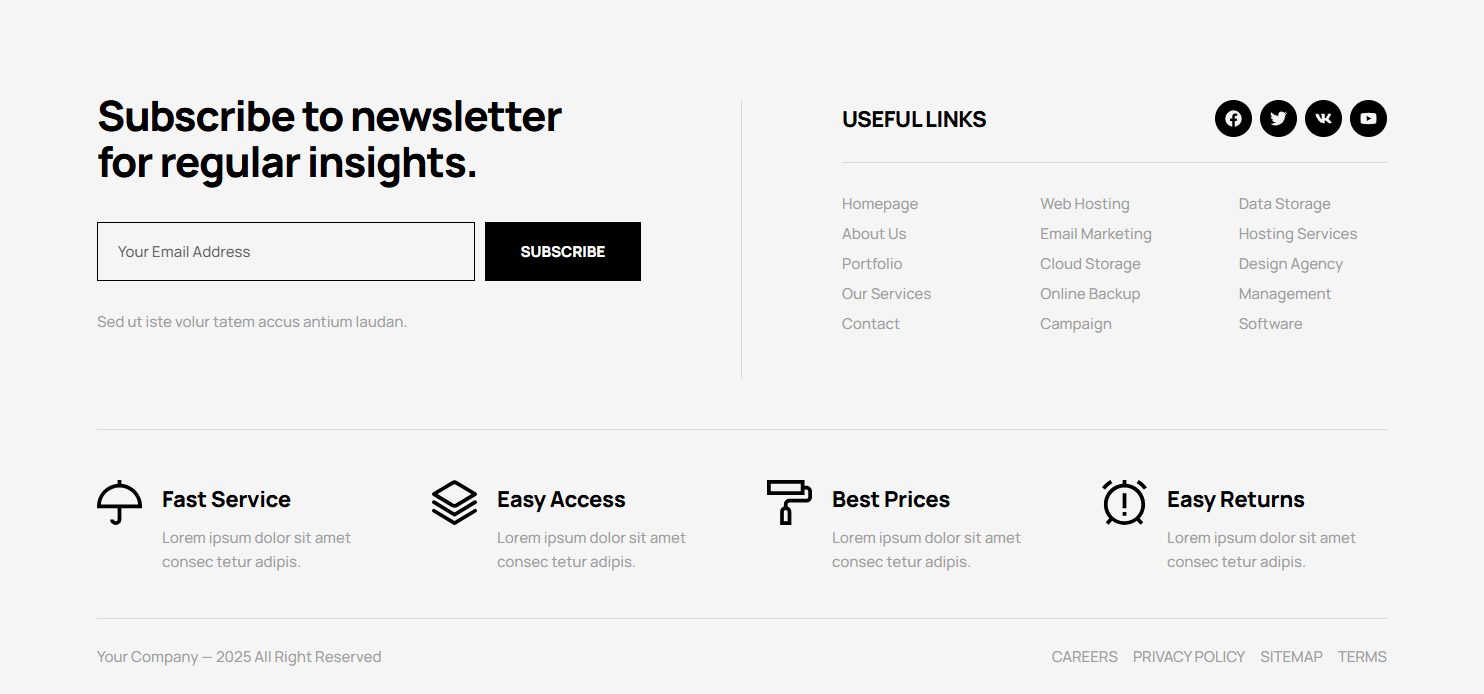 Subscribe to newsletter
for regular insights.
Your Email Address
SUBSCRIBE
Sed ut iste volur tatem accus antium laudan.
USEFUL LINKS
Homepage
About Us
Portfolio
Our Services
Contact
Web Hosting
Email Marketing
Cloud Storage
Online Backup
Campaign
Data Storage
Hosting Services
Design Agency
Management
Software
Fast Service
Lorem ipsum dolor sit amet
consec tetur adipis.
Easy Access
Lorem ipsum dolor sit amet
consec tetur adipis.
Best Prices
Lorem ipsum dolor sit amet
consec tetur adipis.
Easy Returns
Lorem ipsum dolor sit amet
consec tetur adipis.
Your Company — 2025 All Right Reserved
CAREERS PRIVACY POLICY SITEMAP TERMS